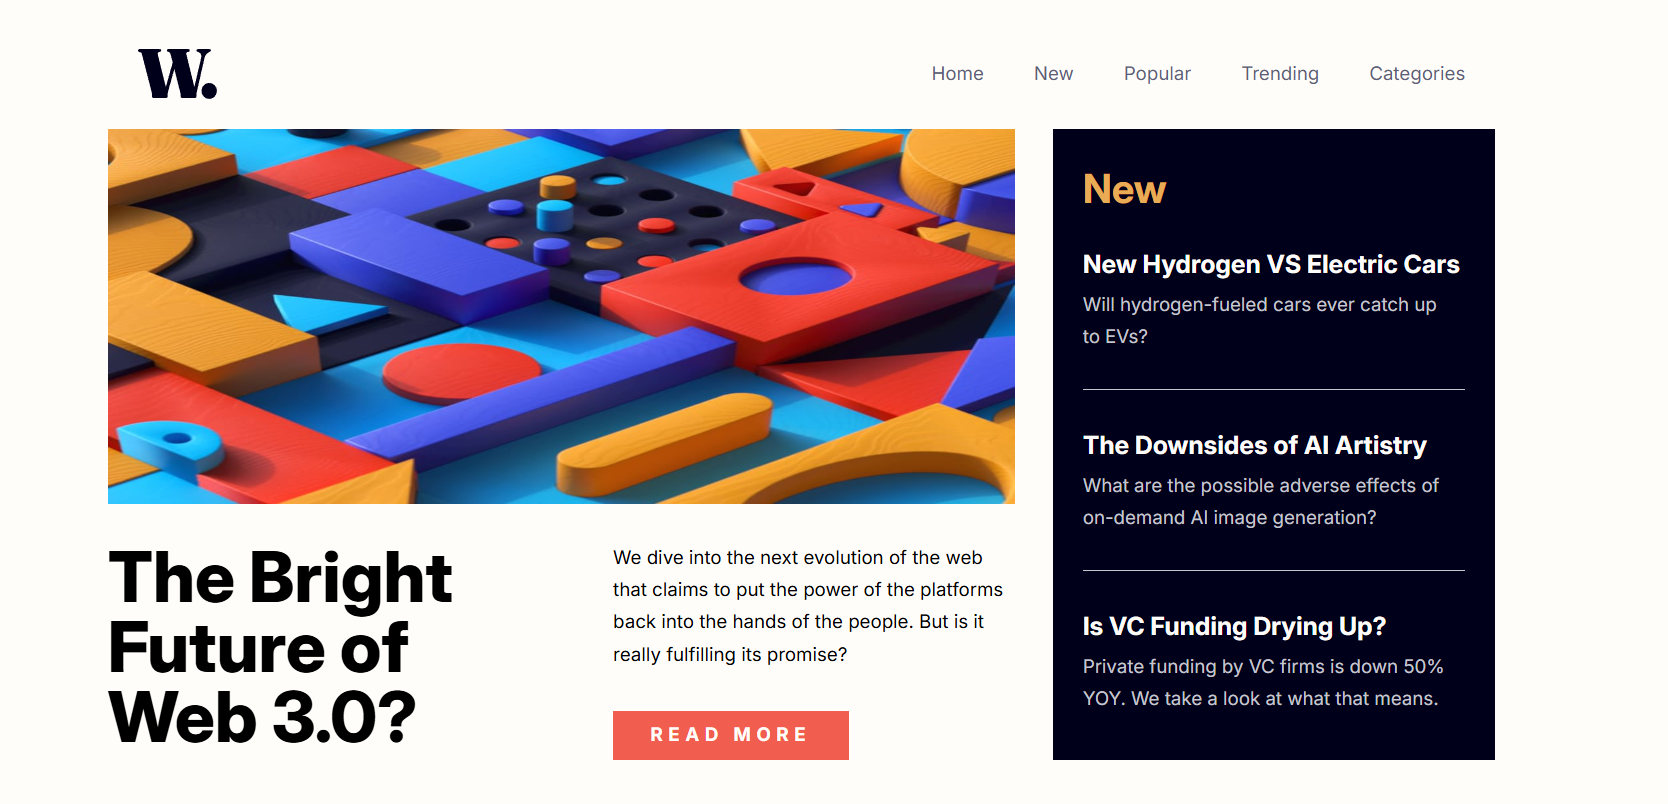 W.
Home New Popular Trending Categories
The Bright
Future of
Web 3.0?
We dive into the next evolution of the web
that claims to put the power of the platforms
back into the hands of the people. But is it
really fulfilling its promise?
READ MORE
New
New Hydrogen VS Electric Cars
Will hydrogen-fueled cars ever catch up
to EVs?
The Downsides of AI Artistry
What are the possible adverse effects of
on-demand AI image generation?
Is VC Funding Drying Up?
Private funding by VC firms is down 50%
YOY. We take a look at what that means.